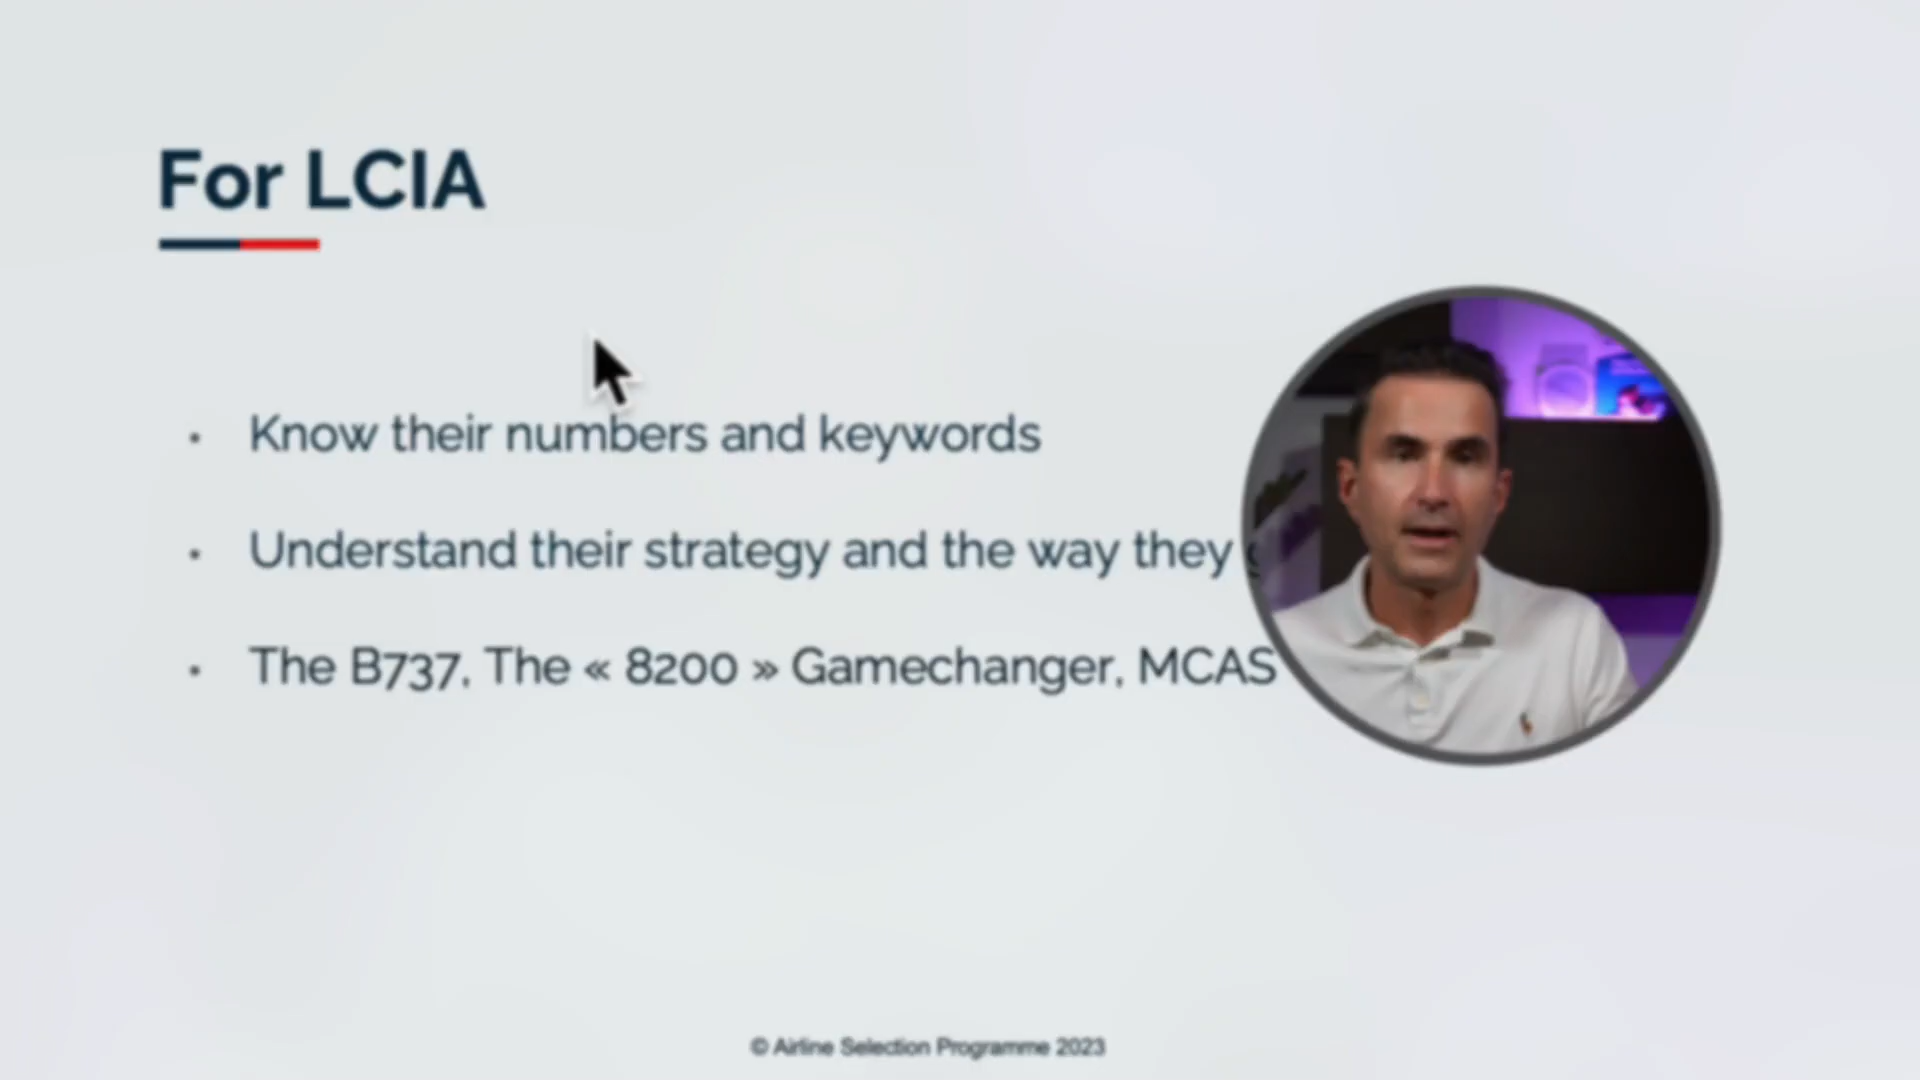 For LCIA
• Know their numbers and keywords
• Understand their strategy and the way they
• The B737, The « 8200 » Gamechanger, MCAS
© Airline Selection Programme 2023